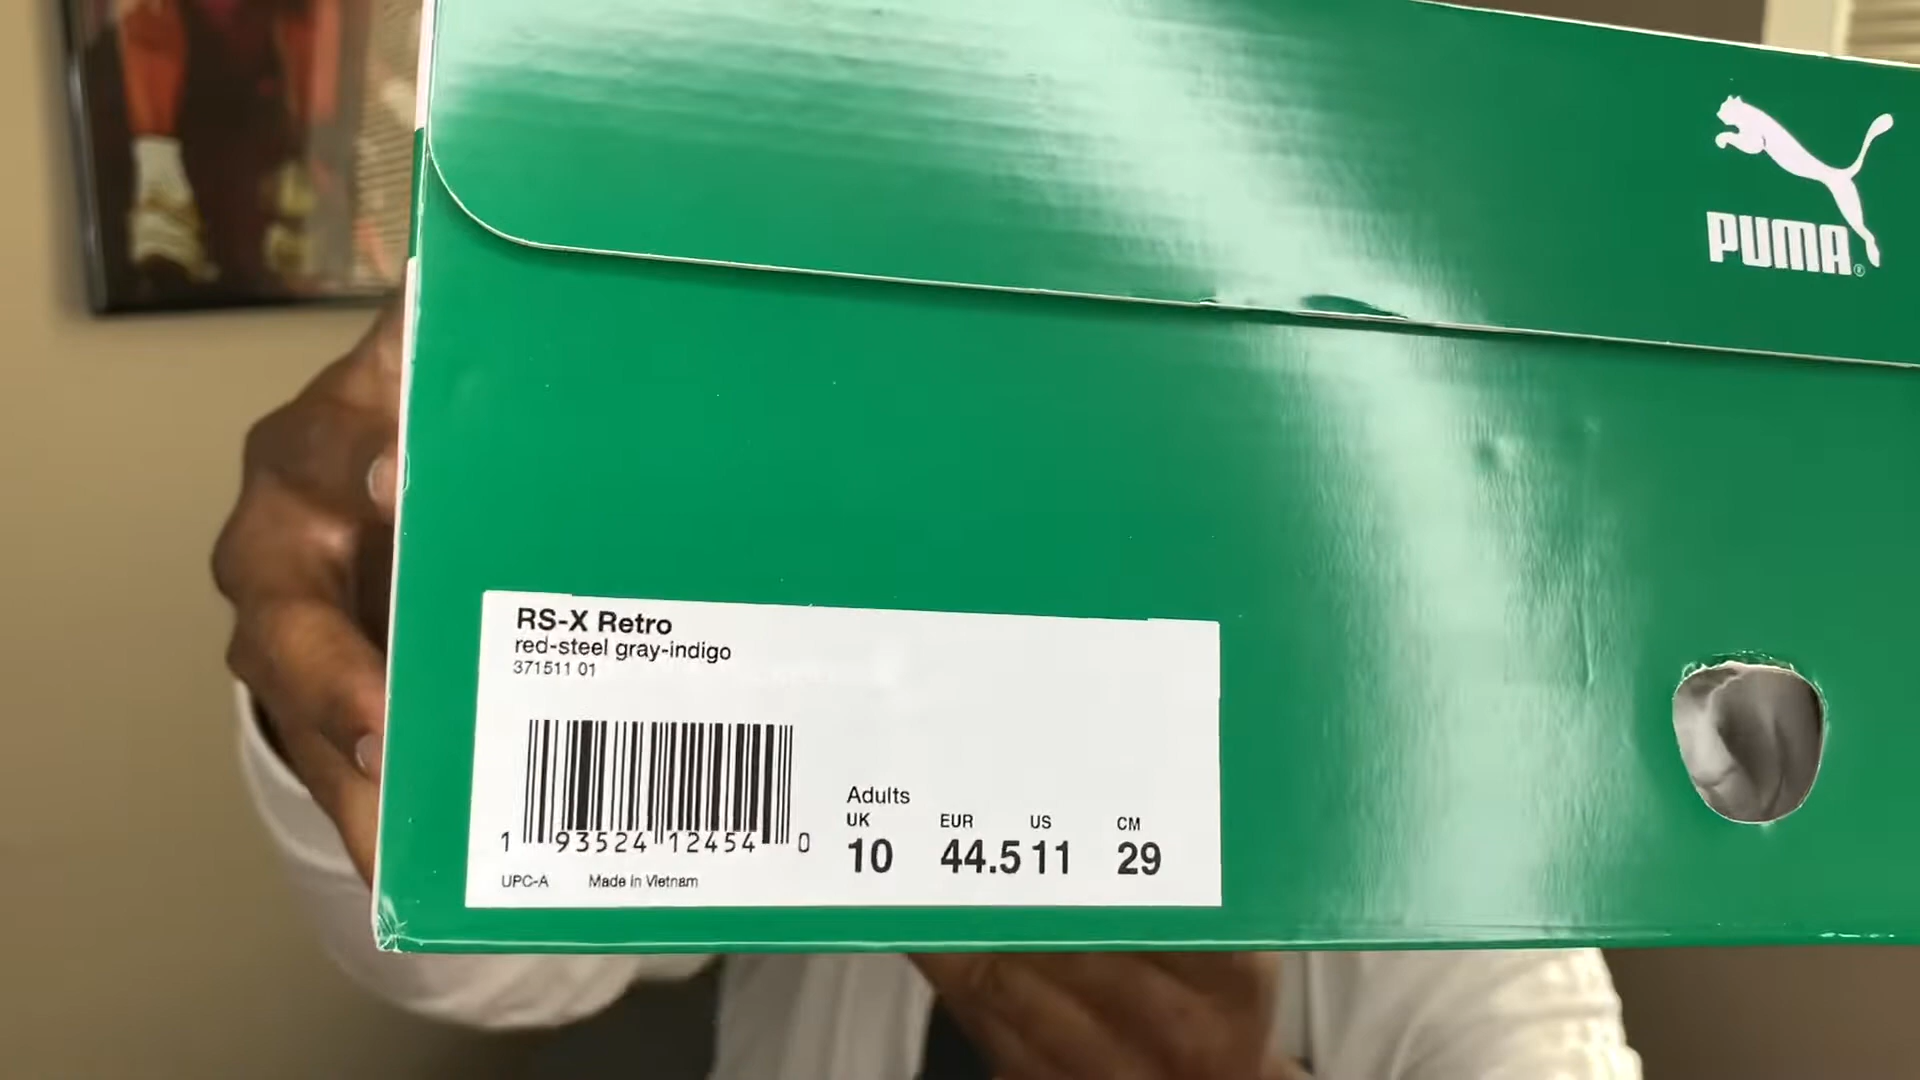 PUMA®
RS-X Retro
red-steel gray-indigo
371511 01
1 93524 12454 0
UPC-A Made in Vietnam
Adults
UK EUR US CM
10 44.5 11 29